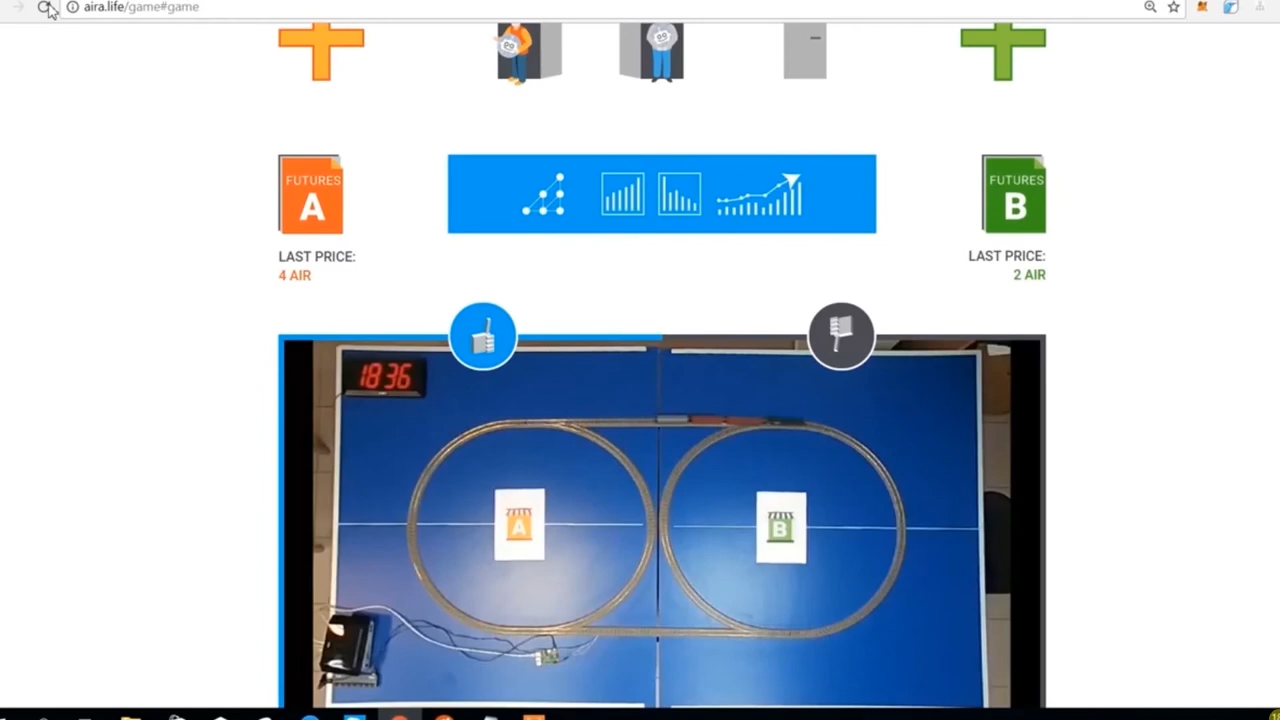 aira.life/game#game
FUTURES
A
FUTURES
B
LAST PRICE:
4 AIR
LAST PRICE:
2 AIR
18 36
A
B